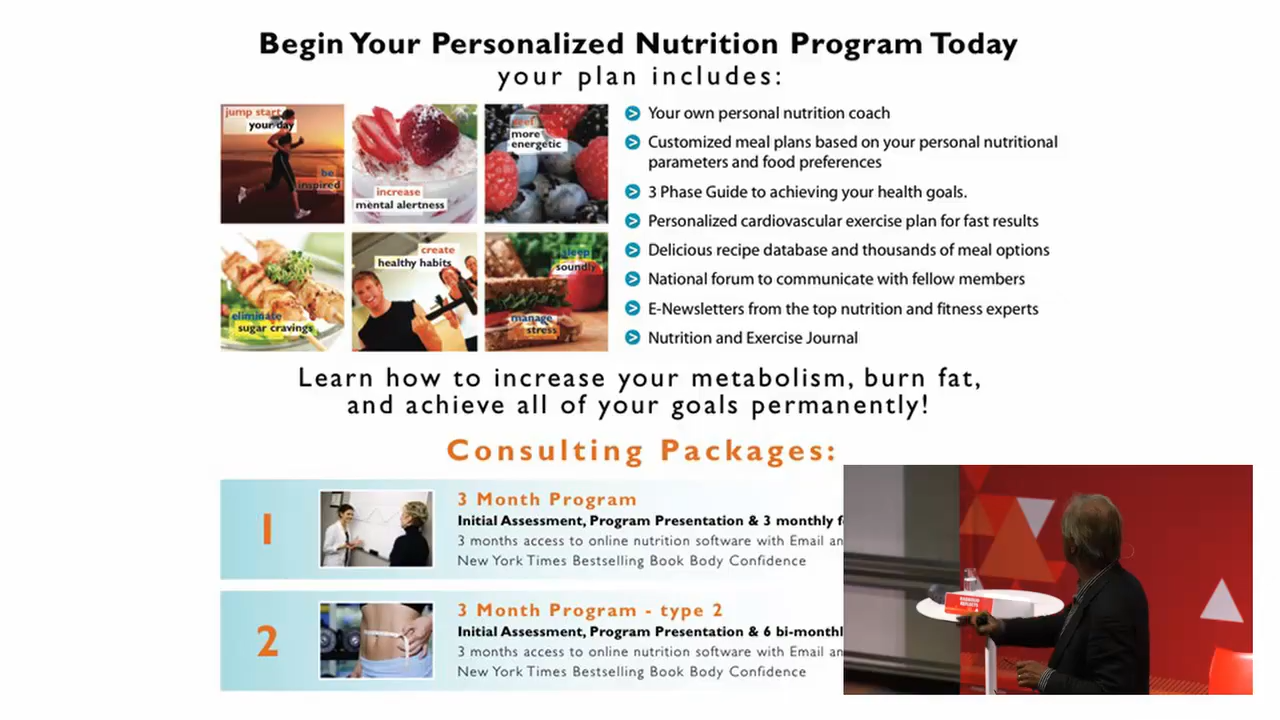 Begin Your Personalized Nutrition Program Today
your plan includes:
jump start
your day
be
inspired
increase
mental alertness
more
energetic
eliminate
sugar cravings
create
healthy habits
sleep
soundly
manage
stress
Your own personal nutrition coach
Customized meal plans based on your personal nutritional
parameters and food preferences
3 Phase Guide to achieving your health goals.
Personalized cardiovascular exercise plan for fast results
Delicious recipe database and thousands of meal options
National forum to communicate with fellow members
E-Newsletters from the top nutrition and fitness experts
Nutrition and Exercise Journal
Learn how to increase your metabolism, burn fat,
and achieve all of your goals permanently!
Consulting Packages:
1
3 Month Program
Initial Assessment, Program Presentation & 3 monthly
3 months access to online nutrition software with Email
New York Times Bestselling Book Body Confidence
2
3 Month Program - type 2
Initial Assessment, Program Presentation & 6 bi-monthl
3 months access to online nutrition software with Email
New York Times Bestselling Book Body Confidence